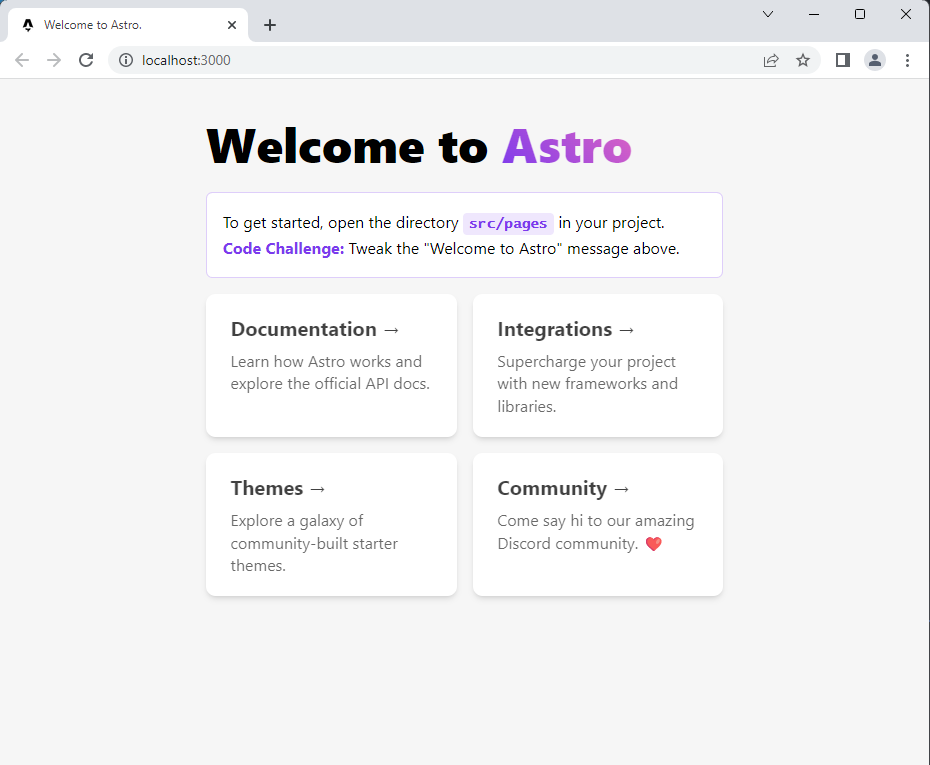 Welcome to Astro.
localhost:3000
Welcome to Astro
To get started, open the directory src/pages in your project.
Code Challenge: Tweak the "Welcome to Astro" message above.
Documentation →
Learn how Astro works and
explore the official API docs.
Integrations →
Supercharge your project
with new frameworks and
libraries.
Themes →
Explore a galaxy of
community-built starter
themes.
Community →
Come say hi to our amazing
Discord community. ❤️